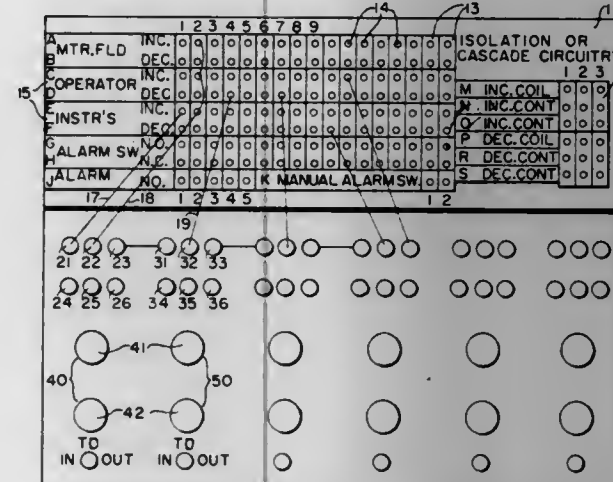 1 2 3 4 5 6 7 8 9 14 13 1
A MTR.FLD INC. ISOLATION OR
B DEC. CASCADE CIRCUITR
C OPERATOR INC. 1 2 3
D DEC. M INC. COIL
15 E INSTR'S INC. N INC. CONT
F DEC. O INC. CONT
G ALARM SW. N.O. P DEC. COIL
H N.C. R DEC. CONT
J ALARM NO. K MANUAL ALARM SW. S DEC. CONT
17 18 1 2 3 4 5 1 2
19
21 22 23 31 32 33
24 25 26 34 35 36
41
40 50
42
TD TD
IN OUT IN OUT